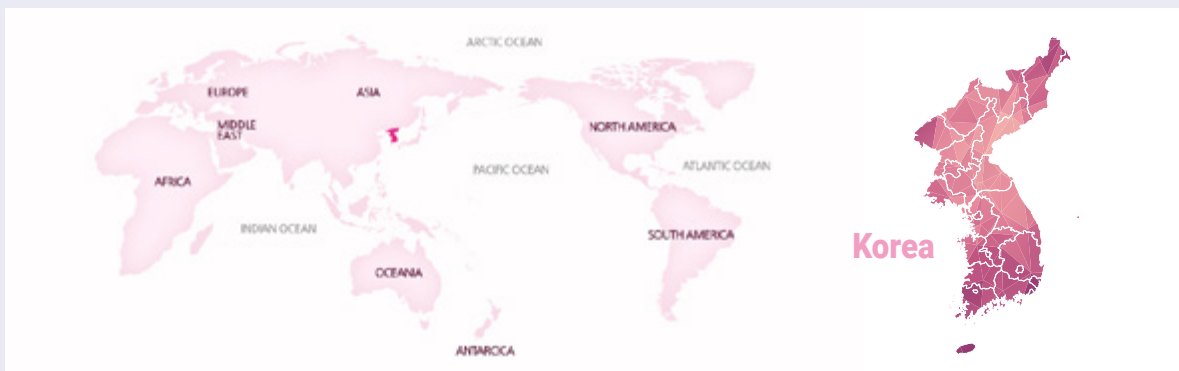 ARCTIC OCEAN
EUROPE
ASIA
MIDDLE
EAST
NORTH AMERICA
PACIFIC OCEAN
ATLANTIC OCEAN
AFRICA
INDIAN OCEAN
SOUTH AMERICA
Korea
OCEANIA
ANTARCICA